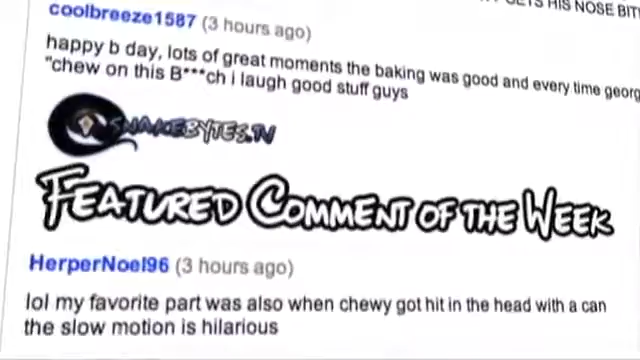 GETS HIS NOSE BIT
coolbreeze1587 (3 hours ago)
happy b day, lots of great moments the baking was good and every time georg
"chew on this B***ch i laugh good stuff guys
SNAKEBYTES.TV
FEATURED COMMENT OF THE WEEK
HerperNoel96 (3 hours ago)
lol my favorite part was also when chewy got hit in the head with a can
the slow motion is hilarious